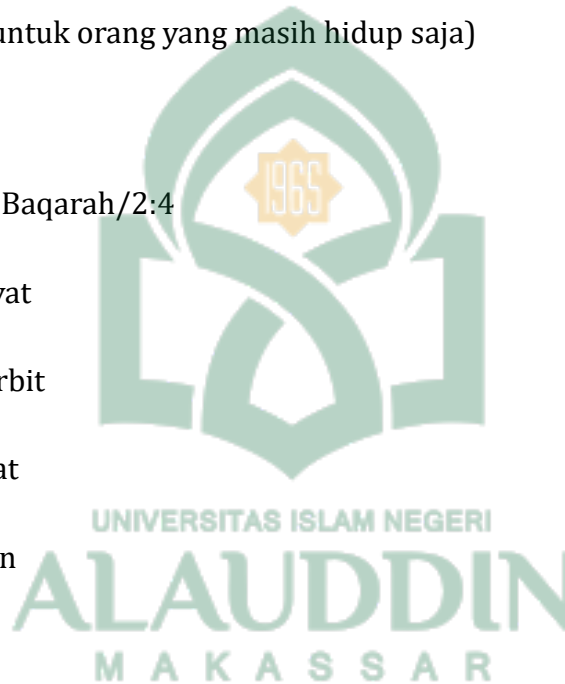 untuk orang yang masih hidup saja)
1965
Baqarah/2:4
yat
rbit
at
UNIVERSITAS ISLAM NEGERI
n
ALAUDDIN
MAKASSAR